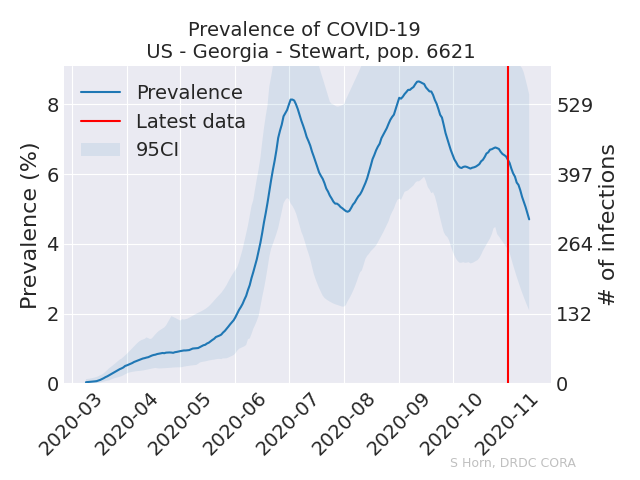 Prevalence of COVID-19
US - Georgia - Stewart, pop. 6621
Prevalence
Latest data
95CI
Prevalence (%)
8
6
4
2
0
529
397
264
132
0
# of infections
2020-03
2020-04
2020-05
2020-06
2020-07
2020-08
2020-09
2020-10
2020-11
S Horn, DRDC CORA